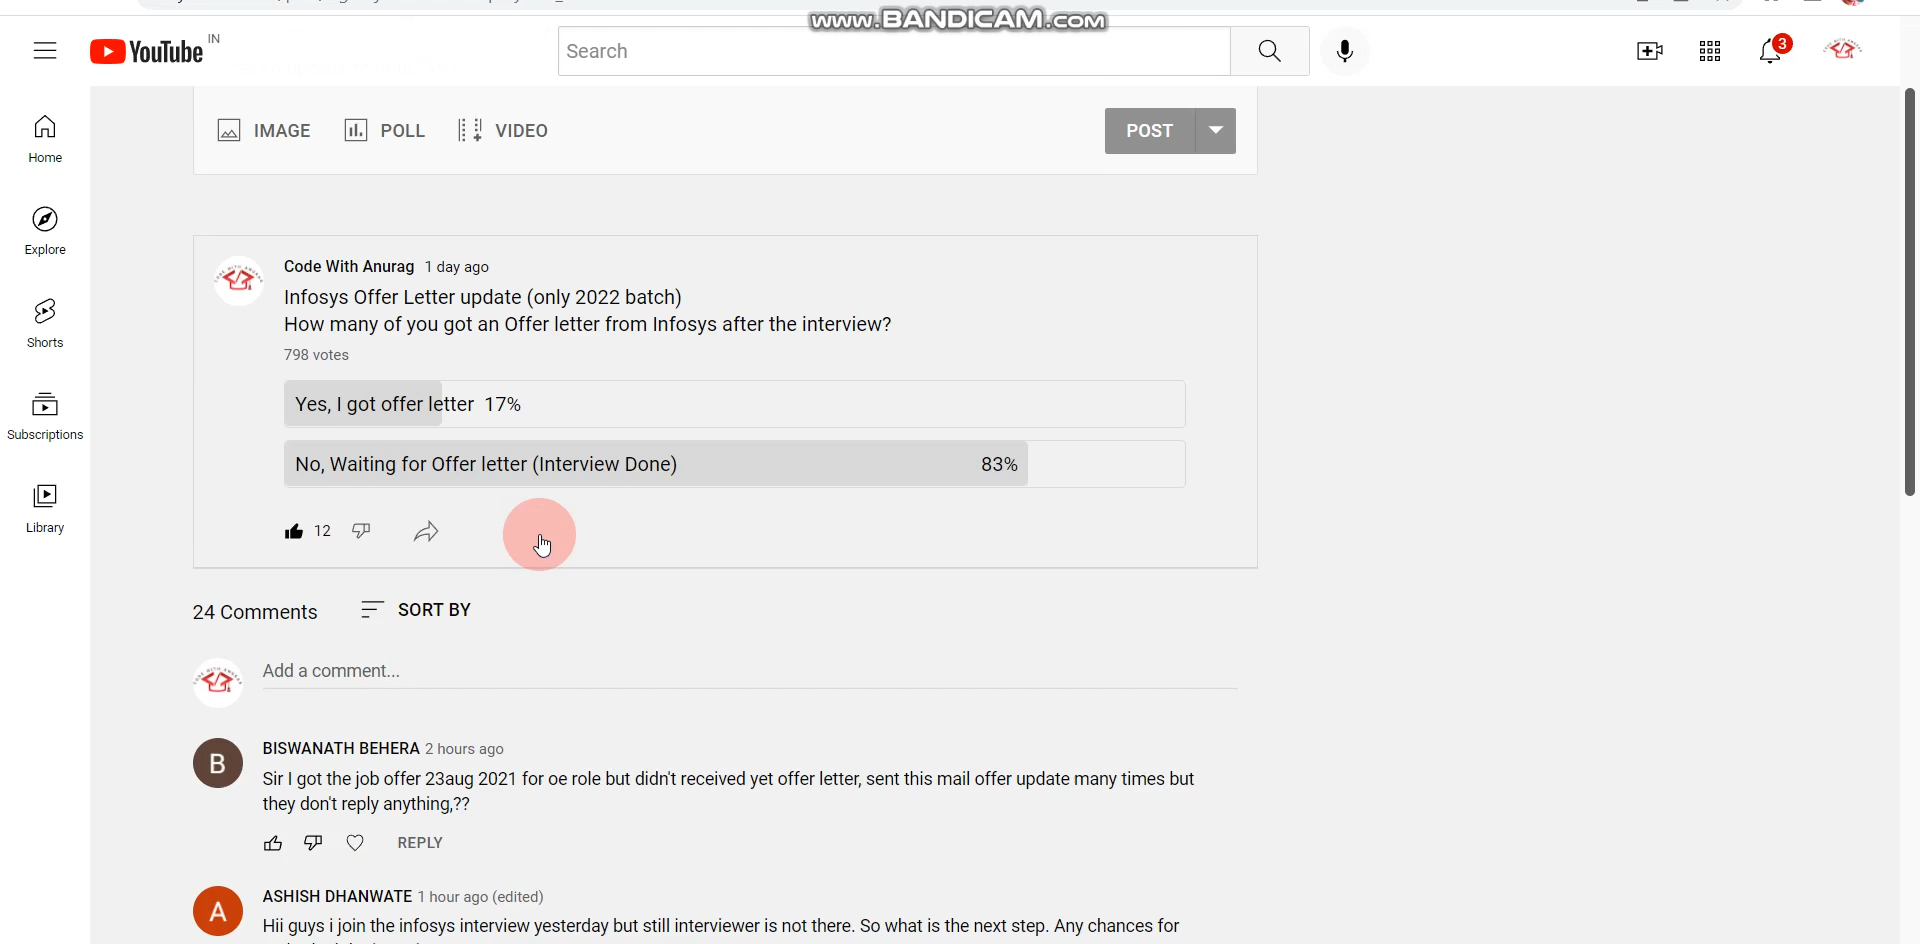 www.BANDICAM.COM
YouTube IN
Search
3
Home
Explore
Shorts
Subscriptions
Library
IMAGE POLL VIDEO POST
Code With Anurag 1 day ago
Infosys Offer Letter update (only 2022 batch)
How many of you got an Offer letter from Infosys after the interview?
798 votes
Yes, I got offer letter 17%
No, Waiting for Offer letter (Interview Done) 83%
12
24 Comments SORT BY
Add a comment...
B
BISWANATH BEHERA 2 hours ago
Sir I got the job offer 23aug 2021 for oe role but didn't received yet offer letter, sent this mail offer update many times but
they don't reply anything,??
REPLY
A
ASHISH DHANWATE 1 hour ago (edited)
Hii guys i join the infosys interview yesterday but still interviewer is not there. So what is the next step. Any chances for